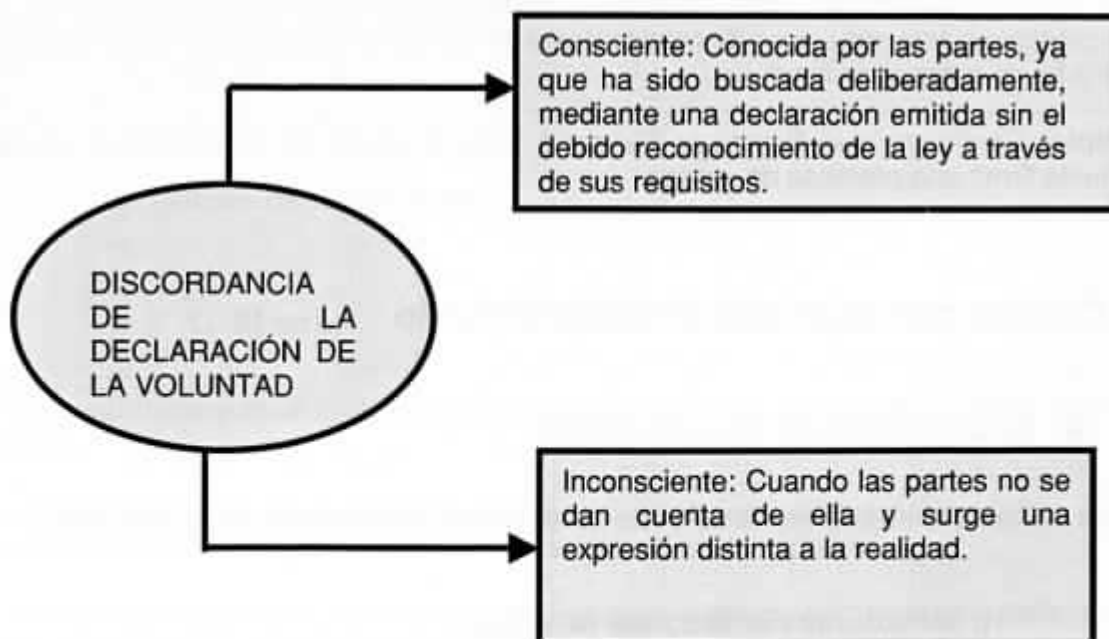 Consciente: Conocida por las partes, ya
que ha sido buscada deliberadamente,
mediante una declaración emitida sin el
debido reconocimiento de la ley a través
de sus requisitos.
DISCORDANCIA
DE LA
DECLARACIÓN DE
LA VOLUNTAD
Inconsciente: Cuando las partes no se
dan cuenta de ella y surge una
expresión distinta a la realidad.